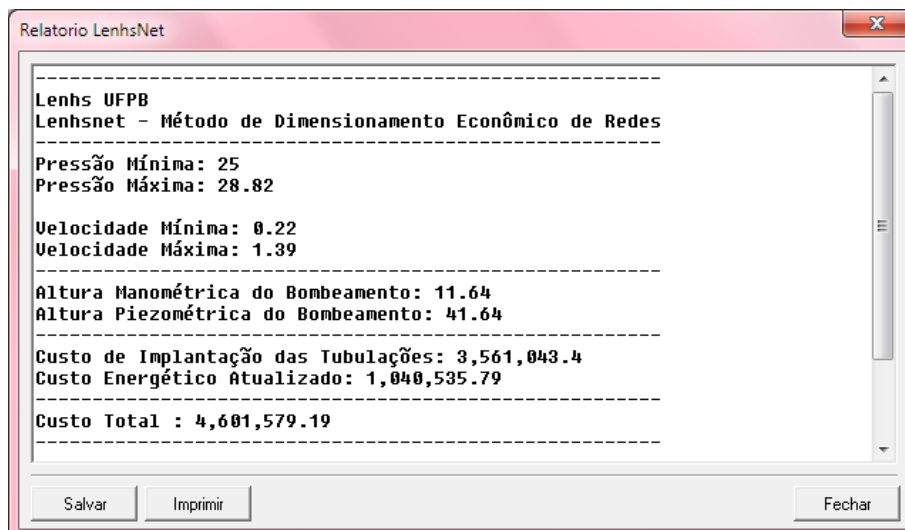 Relatorio LenhsNet
------------------------------------------------------------
Lenhs UFPB
Lenhsnet - Método de Dimensionamento Econômico de Redes
------------------------------------------------------------
Pressão Mínima: 25
Pressão Máxima: 28.82
Velocidade Mínima: 0.22
Velocidade Máxima: 1.39
------------------------------------------------------------
Altura Manométrica do Bombeamento: 11.64
Altura Piezométrica do Bombeamento: 41.64
------------------------------------------------------------
Custo de Implantação das Tubulações: 3,561,043.4
Custo Energético Atualizado: 1,040,535.79
------------------------------------------------------------
Custo Total : 4,601,579.19
------------------------------------------------------------
Salvar
Imprimir
Fechar